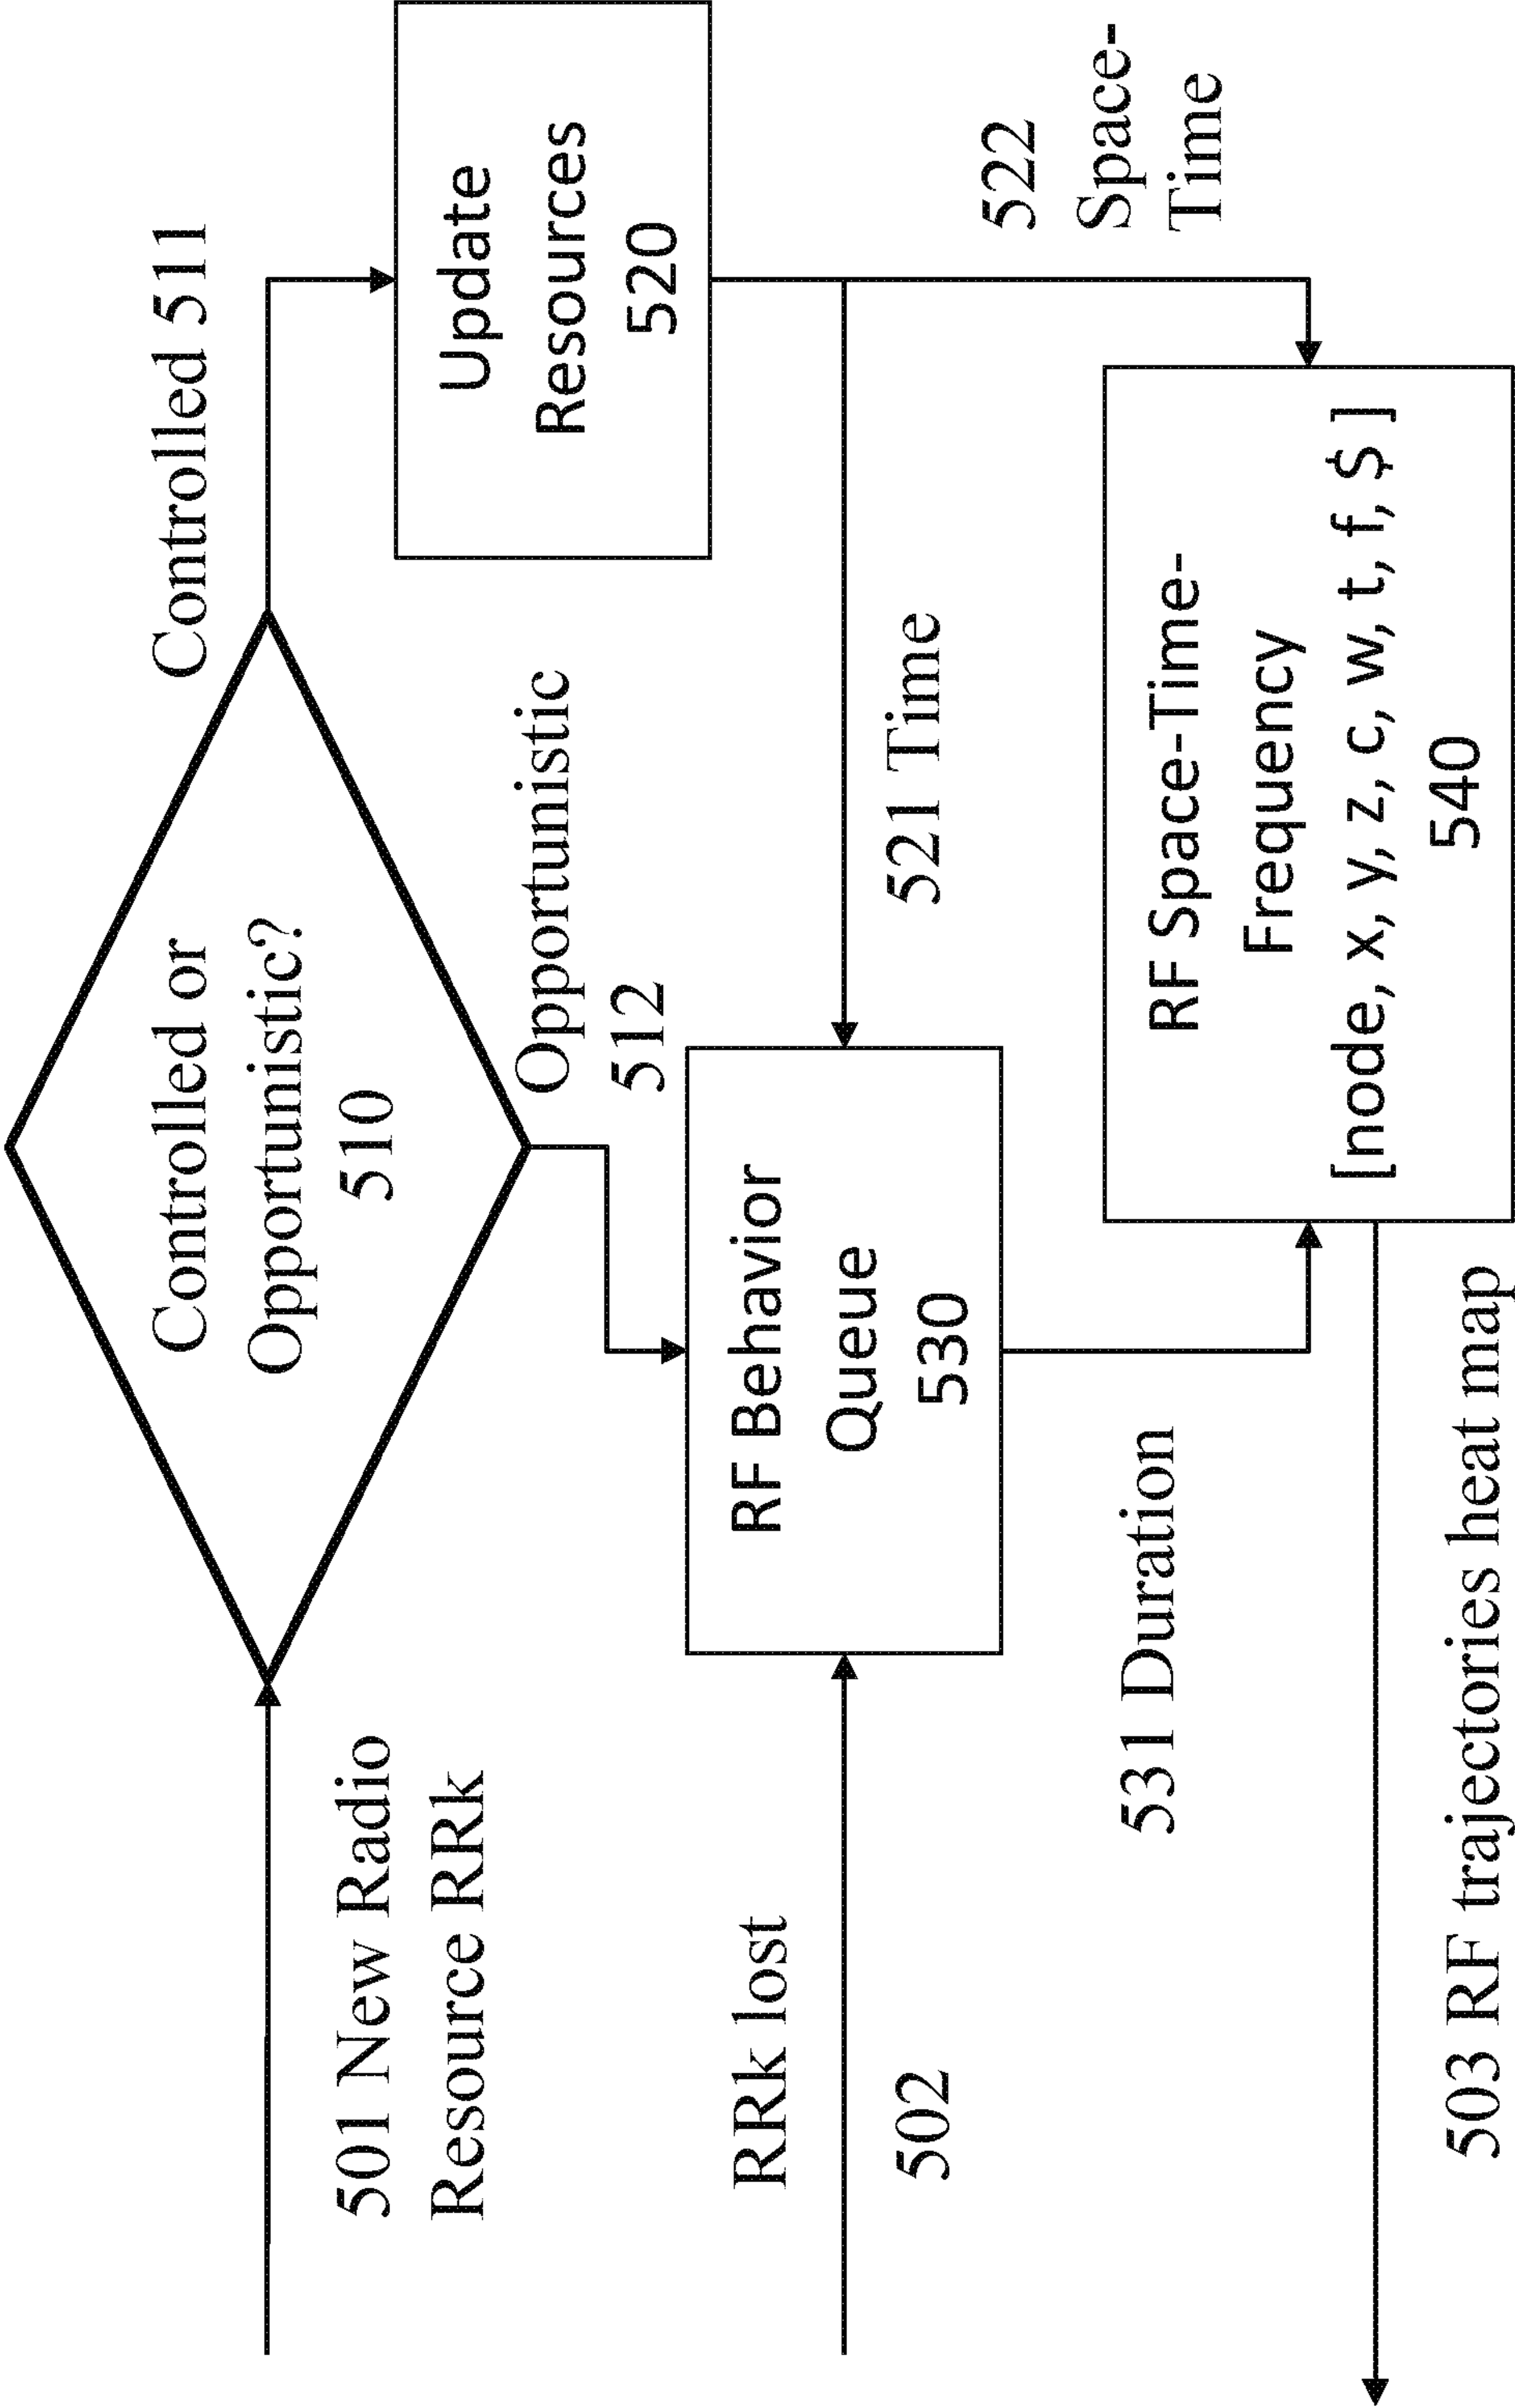 Controlled or
Opportunistic?
510
Controlled 511
501 New Radio
Resource RRk
Opportunistic
512
Update
Resources
520
RRk lost
502
RF Behavior
Queue
530
521 Time
522
Space-
Time
531 Duration
RF Space-Time-
Frequency
[node, x, y, z, c, w, t, f, $ ]
540
503 RF trajectories heat map